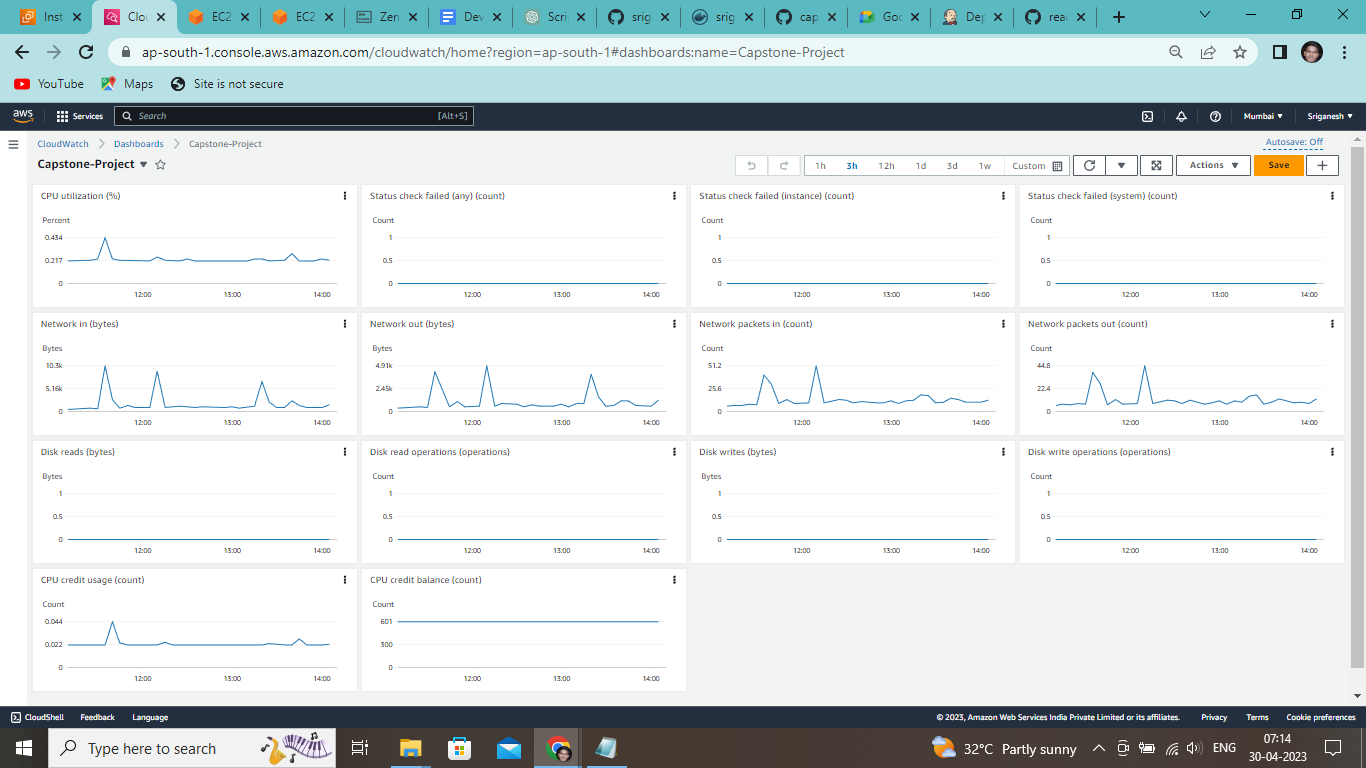 Inst
Clou
EC2
EC2
Zen
Dev
Scri
srig
srig
cap
Goo
Dep
rea
ap-south-1.console.aws.amazon.com/cloudwatch/home?region=ap-south-1#dashboards:name=Capstone-Project
YouTube
Maps
Site is not secure
aws
Services
Search
[Alt+S]
Mumbai
Sriganesh
CloudWatch
Dashboards
Capstone-Project
Autosave: Off
Capstone-Project
1h
3h
12h
1d
3d
1w
Custom
Actions
Save
CPU utilization (%)
Percent
0.434
0.217
0
12:00
13:00
14:00
Status check failed (any) (count)
Count
1
0.5
0
12:00
13:00
14:00
Status check failed (instance) (count)
Count
1
0.5
0
12:00
13:00
14:00
Status check failed (system) (count)
Count
1
0.5
0
12:00
13:00
14:00
Network in (bytes)
Bytes
10.3k
5.16k
0
12:00
13:00
14:00
Network out (bytes)
Bytes
4.91k
2.45k
0
12:00
13:00
14:00
Network packets in (count)
Count
51.2
25.6
0
12:00
13:00
14:00
Network packets out (count)
Count
44.8
22.4
0
12:00
13:00
14:00
Disk reads (bytes)
Bytes
1
0.5
0
12:00
13:00
14:00
Disk read operations (operations)
Count
1
0.5
0
12:00
13:00
14:00
Disk writes (bytes)
Bytes
1
0.5
0
12:00
13:00
14:00
Disk write operations (operations)
Count
1
0.5
0
12:00
13:00
14:00
CPU credit usage (count)
Count
0.044
0.022
0
12:00
13:00
14:00
CPU credit balance (count)
Count
601
300
0
12:00
13:00
14:00
CloudShell
Feedback
Language
© 2023, Amazon Web Services India Private Limited or its affiliates.
Privacy
Terms
Cookie preferences
Type here to search
32°C Partly sunny
ENG
07:14
30-04-2023